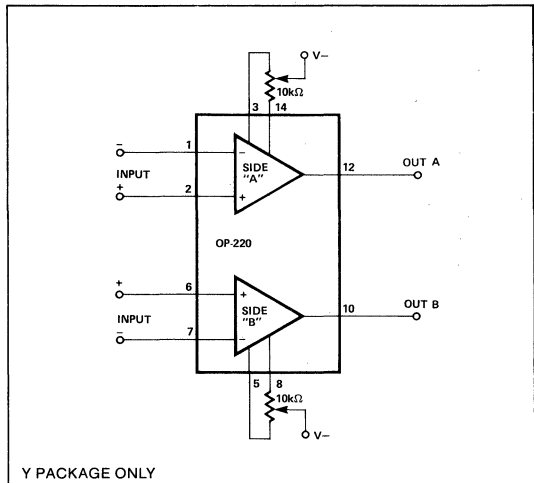 V−
10kΩ
3 14
− 1
SIDE "A"
−
+
12 OUT A
INPUT
+ 2
OP-220
+ 6
SIDE "B"
+
−
10 OUT B
INPUT
− 7
5 8
10kΩ
V−
Y PACKAGE ONLY